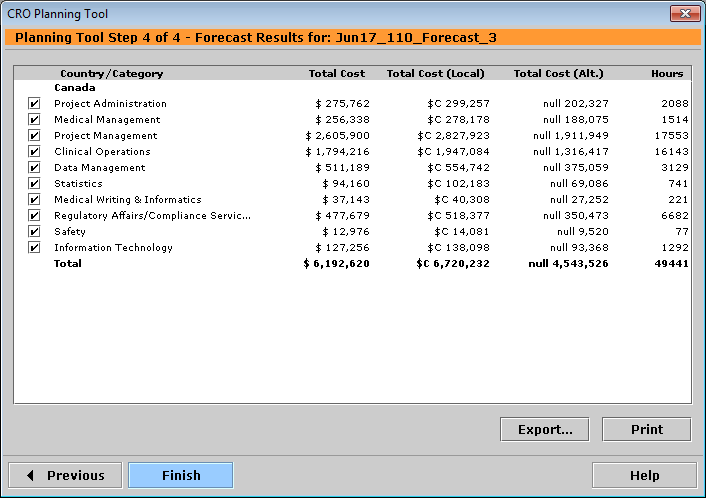 CRO Planning Tool
Planning Tool Step 4 of 4 - Forecast Results for: Jun17_110_Forecast_3
Country/Category Total Cost Total Cost (Local) Total Cost (Alt.) Hours
Canada
Project Administration $ 275,762 $C 299,257 null 202,327 2088
Medical Management $ 256,338 $C 278,178 null 188,075 1514
Project Management $ 2,605,900 $C 2,827,923 null 1,911,949 17553
Clinical Operations $ 1,794,216 $C 1,947,084 null 1,316,417 16143
Data Management $ 511,189 $C 554,742 null 375,059 3129
Statistics $ 94,160 $C 102,183 null 69,086 741
Medical Writing & Informatics $ 37,143 $C 40,308 null 27,252 221
Regulatory Affairs/Compliance Servic... $ 477,679 $C 518,377 null 350,473 6682
Safety $ 12,976 $C 14,081 null 9,520 77
Information Technology $ 127,256 $C 138,098 null 93,368 1292
Total $ 6,192,620 $C 6,720,232 null 4,543,526 49441
Export... Print
Previous Finish Help